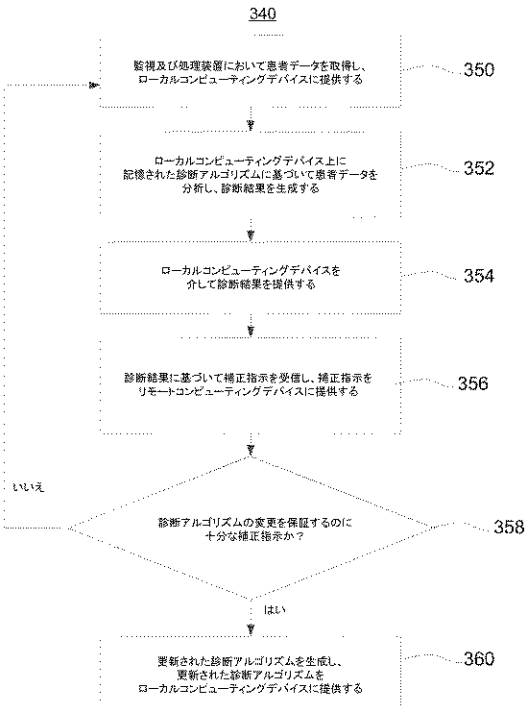 340
監視及び処理装置において患者データを取得し、
ローカルコンピューティングデバイスに提供する
350
ローカルコンピューティングデバイス上に
記憶された診断アルゴリズムに基づいて患者データを
分析し、診断結果を生成する
352
ローカルコンピューティングデバイスを
介して診断結果を提供する
354
診断結果に基づいて補正指示を受信し、補正指示を
リモートコンピューティングデバイスに提供する
356
いいえ
診断アルゴリズムの変更を保証するのに
十分な補正指示か？
358
はい
更新された診断アルゴリズムを生成し、
更新された診断アルゴリズムを
ローカルコンピューティングデバイスに提供する
360